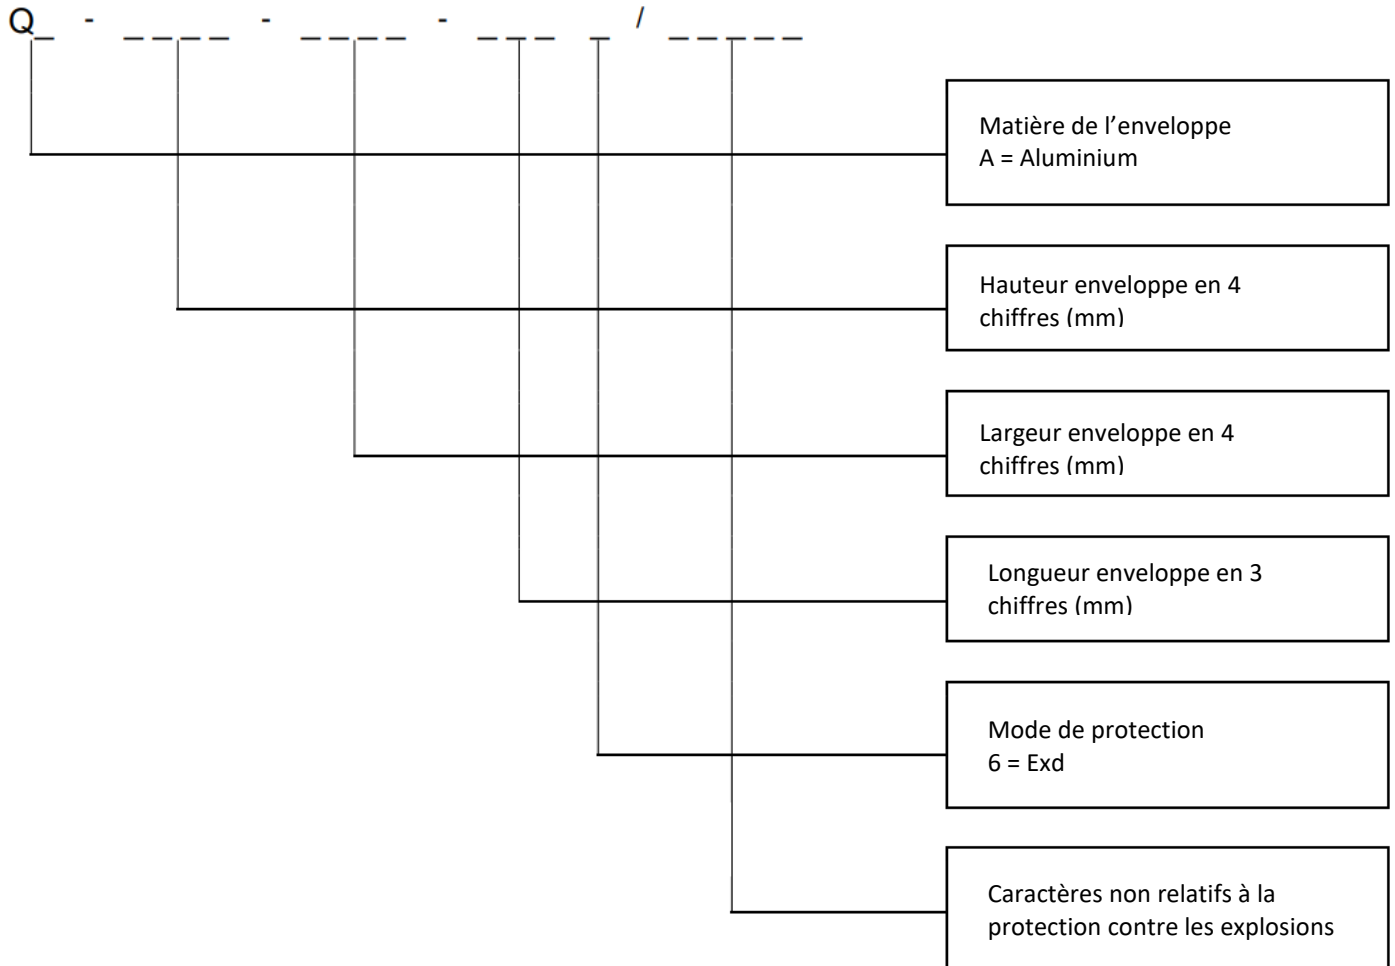 Q_ - _ _ _ _ - _ _ _ _ - _ _ _ _ / _ _ _ _ _
Matière de l’enveloppe
A = Aluminium
Hauteur enveloppe en 4
chiffres (mm)
Largeur enveloppe en 4
chiffres (mm)
Longueur enveloppe en 3
chiffres (mm)
Mode de protection
6 = Exd
Caractères non relatifs à la
protection contre les explosions